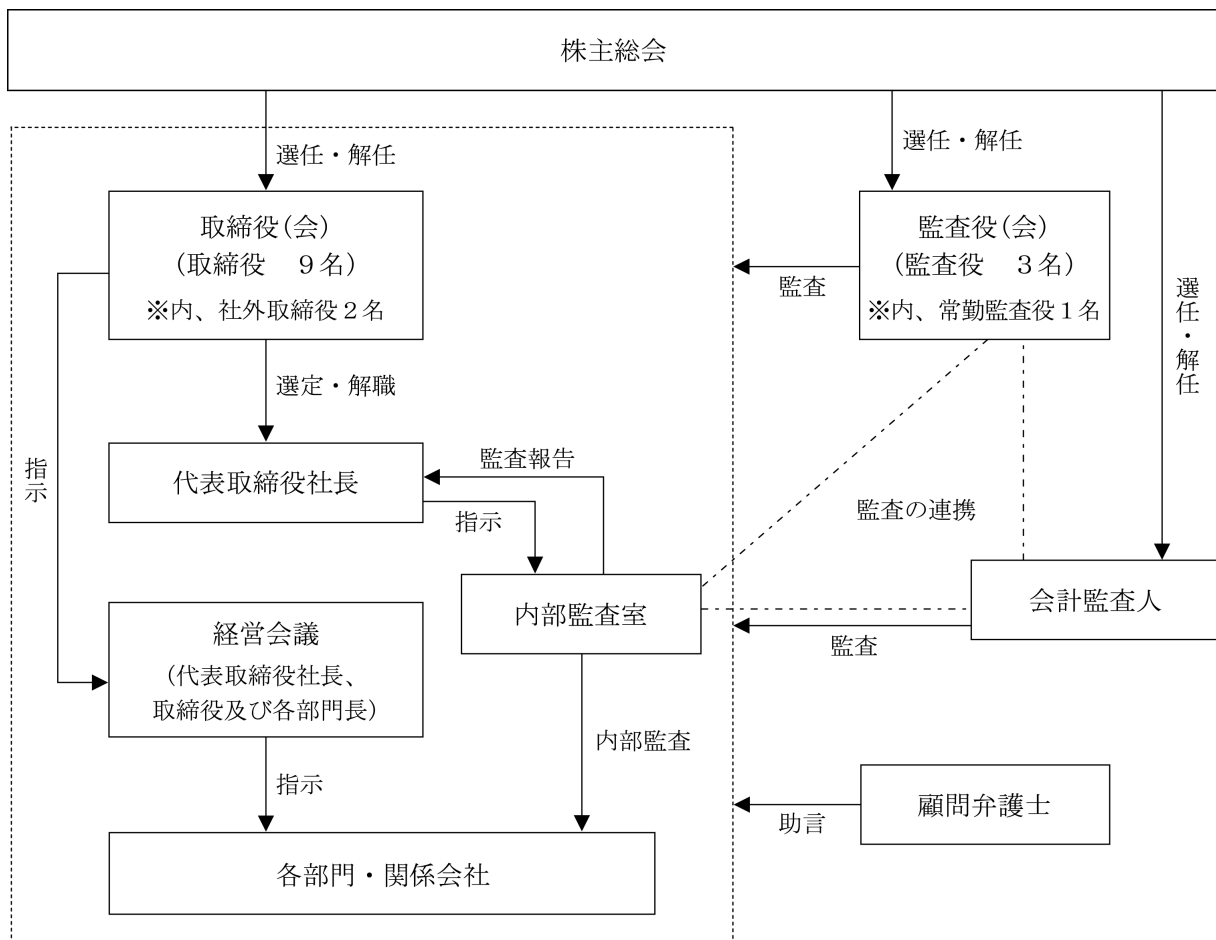 株主総会
選任・解任
選任・解任
取締役(会)
(取締役　９名)
※内、社外取締役２名
監査役(会)
(監査役　３名)
※内、常勤監査役１名
監査
選任・解任
選定・解職
指示
代表取締役社長
監査報告
指示
監査の連携
内部監査室
会計監査人
監査
経営会議
(代表取締役社長、
取締役及び各部門長)
内部監査
指示
顧問弁護士
助言
各部門・関係会社